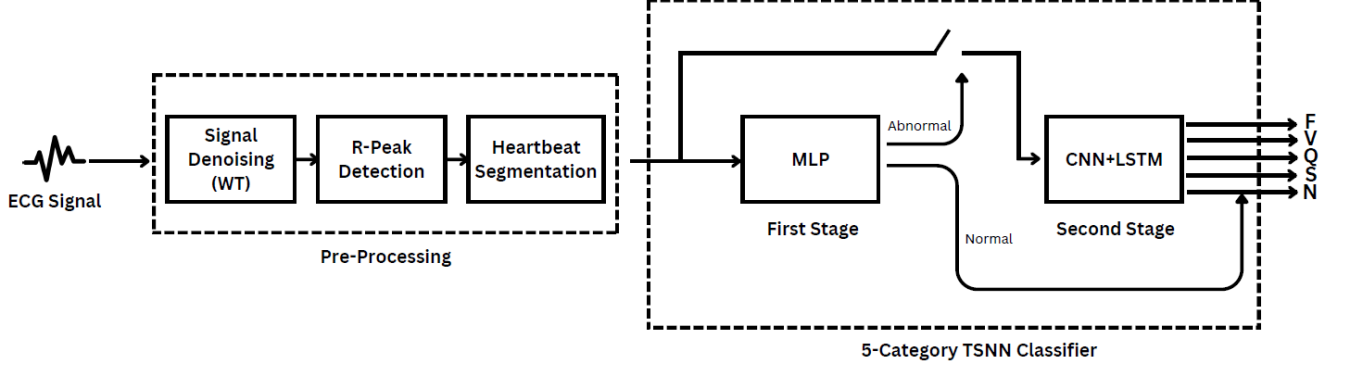 ECG Signal
Signal
Denoising
(WT)
R-Peak
Detection
Heartbeat
Segmentation
Pre-Processing
MLP
First Stage
Abnormal
Normal
CNN+LSTM
Second Stage
F
V
Q
S
N
5-Category TSNN Classifier